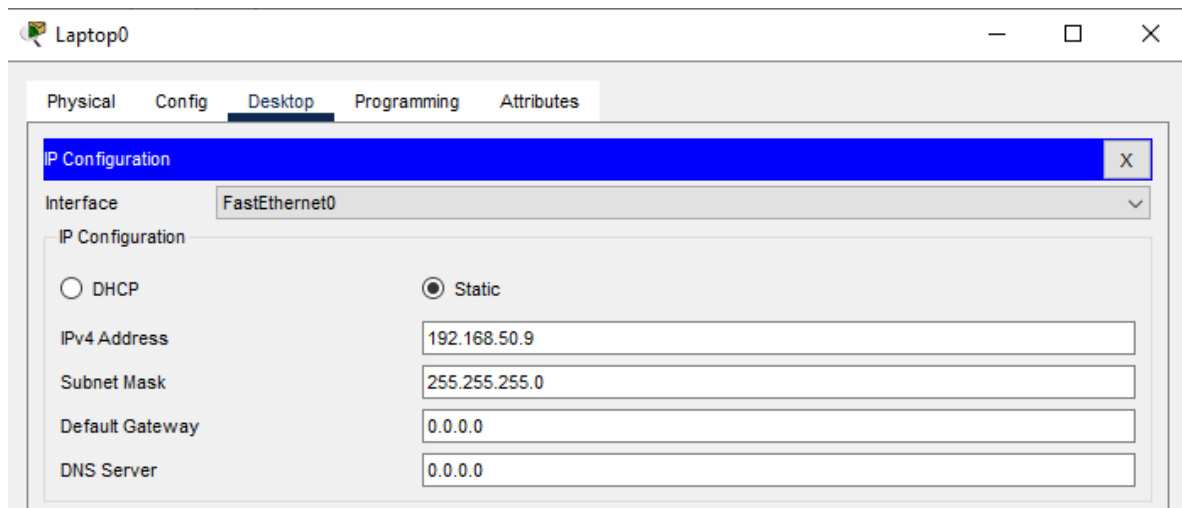 Laptop0
Physical Config Desktop Programming Attributes
IP Configuration X
Interface FastEthernet0
IP Configuration
DHCP Static
IPv4 Address 192.168.50.9
Subnet Mask 255.255.255.0
Default Gateway 0.0.0.0
DNS Server 0.0.0.0